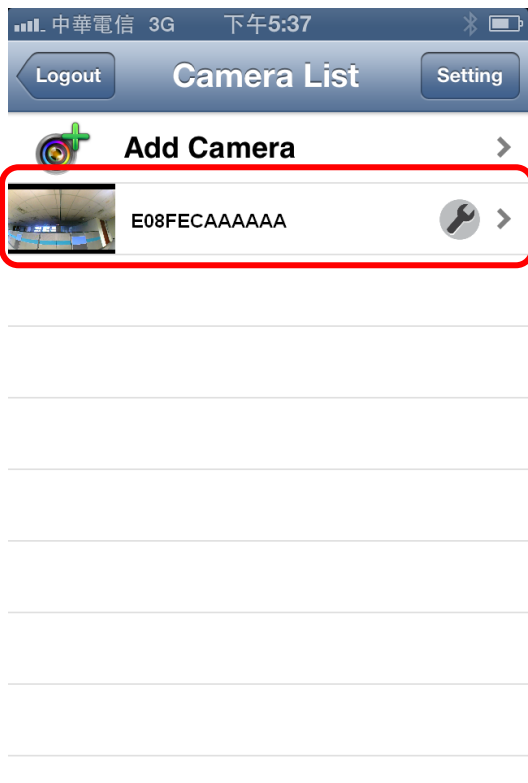 中華電信 3G 下午5:37
Logout Camera List Setting
Add Camera
E08FECAAAAAA